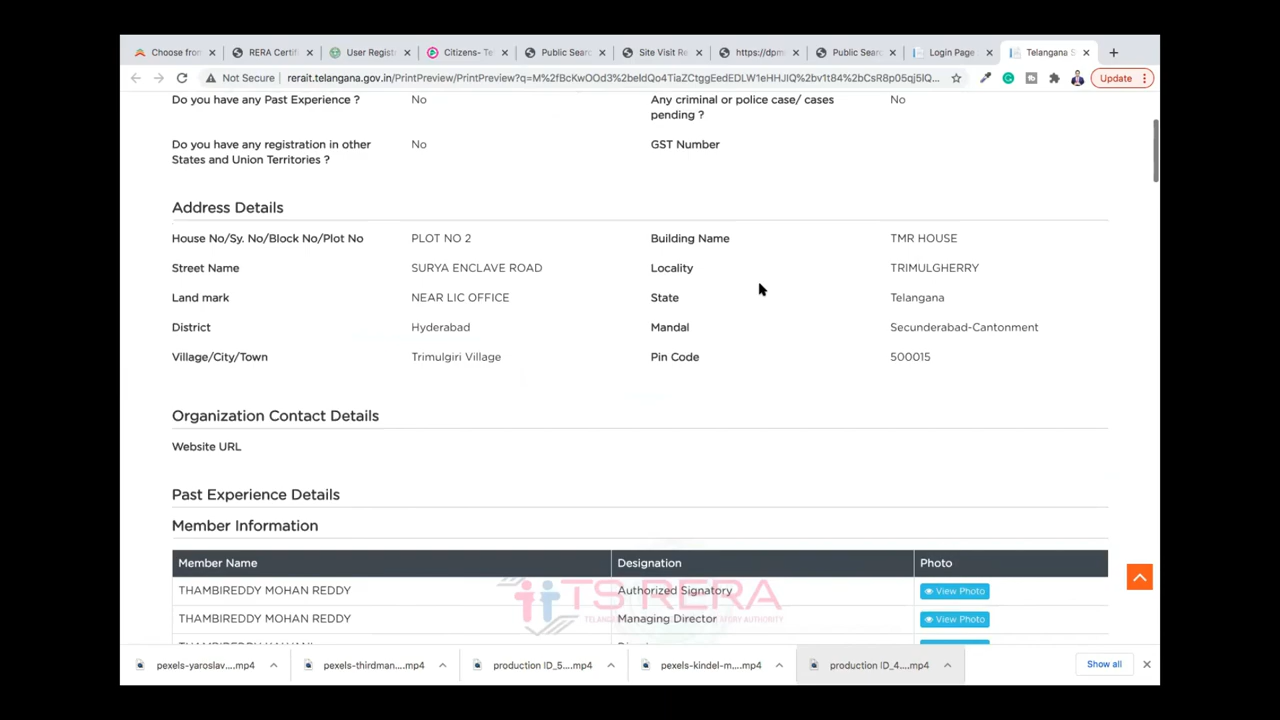 Choose from
RERA Certif
User Regist
Citizens- Te
Public Searc
Site Visit Re
https://dpm
Public Searc
Login Page
Telangana S
Not Secure
rerait.telangana.gov.in/PrintPreview/PrintPreview?q=M%2fBcKwOOd3%2beldQo4TiaZCtggEedEDLW1eHHJIQ%2bv1t84%2bCsR8p05qj5lQ...
Update
Do you have any Past Experience ? No Any criminal or police case/ cases No
pending ?
Do you have any registration in other No GST Number
States and Union Territories ?
Address Details
House No/Sy. No/Block No/Plot No PLOT NO 2 Building Name TMR HOUSE
Street Name SURYA ENCLAVE ROAD Locality TRIMULGHERRY
Land mark NEAR LIC OFFICE State Telangana
District Hyderabad Mandal Secunderabad-Cantonment
Village/City/Town Trimulgiri Village Pin Code 500015
Organization Contact Details
Website URL
Past Experience Details
Member Information
Member Name Designation Photo
THAMBIREDDY MOHAN REDDY Authorized Signatory View Photo
THAMBIREDDY MOHAN REDDY Managing Director View Photo
TS RERA
pexels-yaroslav....mp4
pexels-thirdman....mp4
production ID_5....mp4
pexels-kindel-m....mp4
production ID_4....mp4
Show all